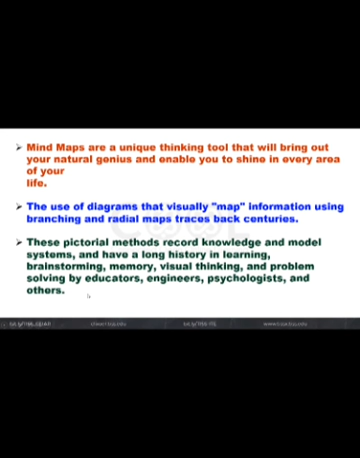 ➢ Mind Maps are a unique thinking tool that will bring out
your natural genius and enable you to shine in every area
of your
life.
➢ The use of diagrams that visually "map" information using
branching and radial maps traces back centuries.
➢ These pictorial methods record knowledge and model
systems, and have a long history in learning,
brainstorming, memory, visual thinking, and problem
solving by educators, engineers, psychologists, and
others.